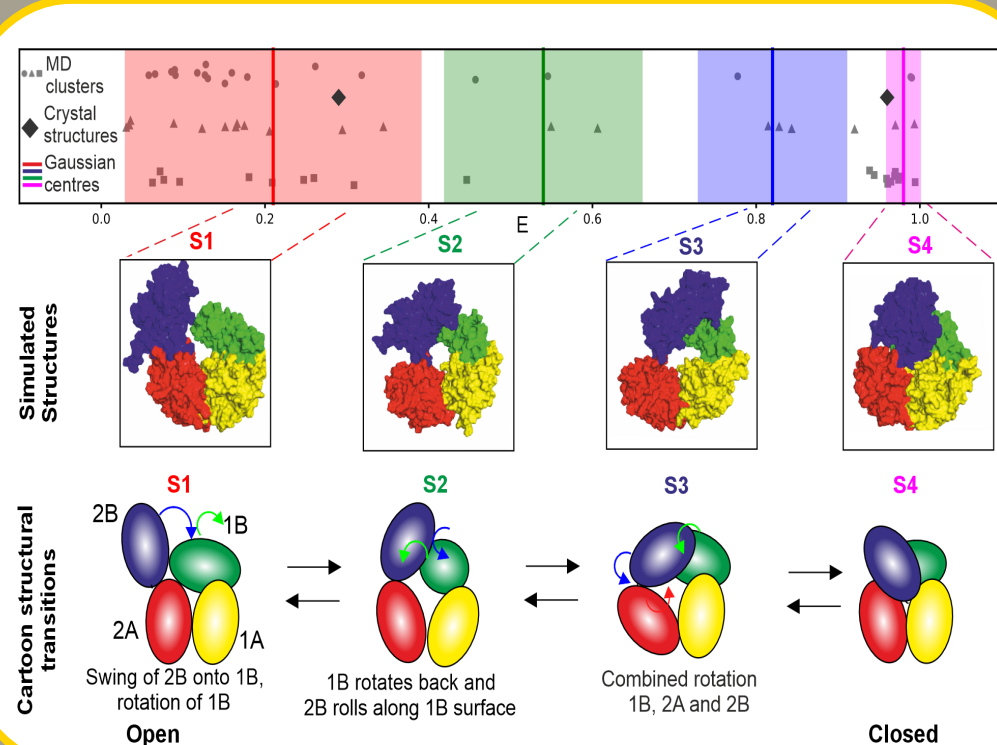 MD
clusters
Crystal
structures
Gaussian
centres
0.0 0.2 0.4 0.6 0.8 1.0
E
S1 S2 S3 S4
Simulated
Structures
S1 S2 S3 S4
2B 1B
2A 1A
Swing of 2B onto 1B,
rotation of 1B
1B rotates back and
2B rolls along 1B surface
Combined rotation
1B, 2A and 2B
Cartoon structural
transitions
Open Closed